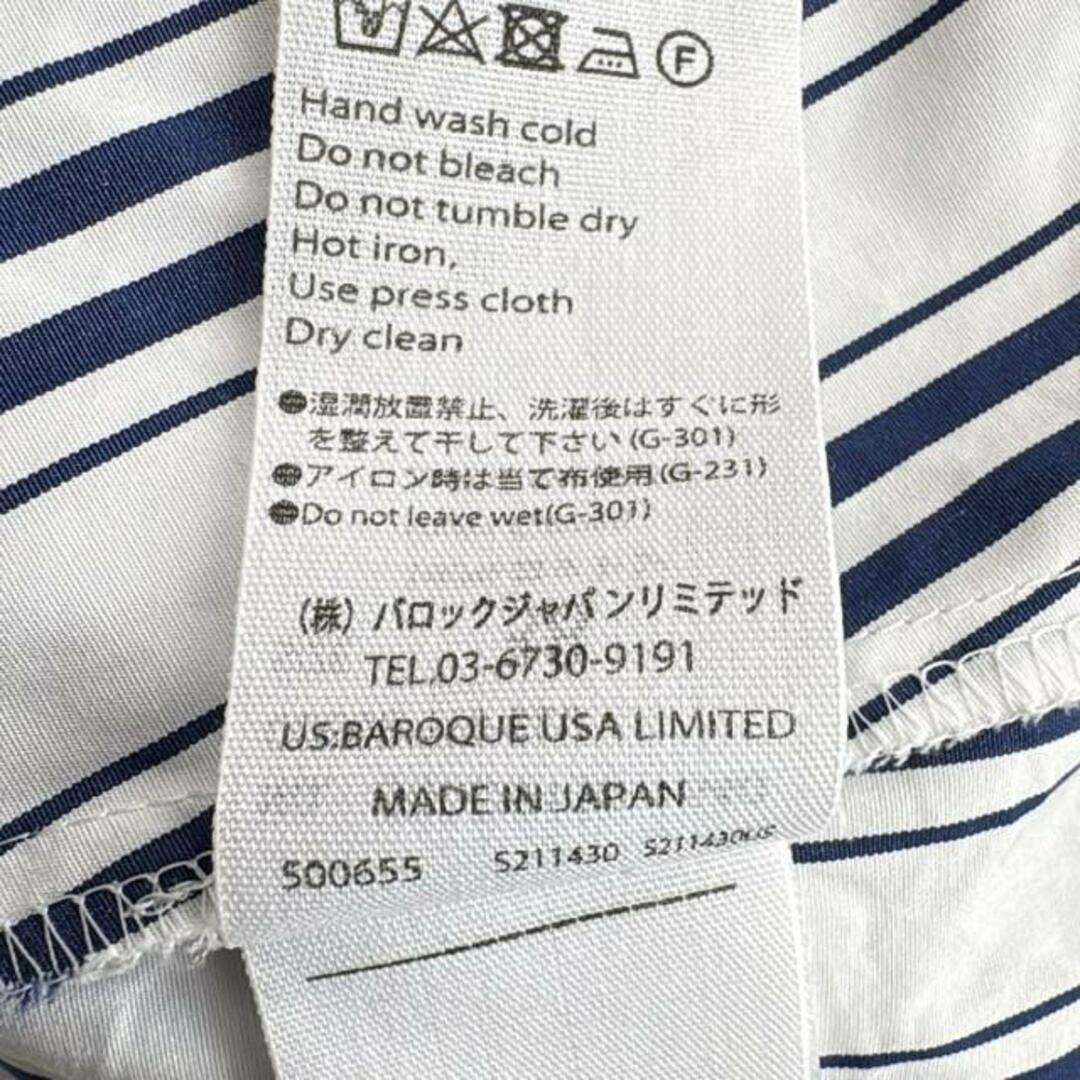 F
Hand wash cold
Do not bleach
Do not tumble dry
Hot iron,
Use press cloth
Dry clean
●湿潤放置禁止、洗濯後はすぐに形
を整えて干して下さい(G-301)
●アイロン時は当て布使用(G-231)
●Do not leave wet(G-301)
(株) バロックジャパンリミテッド
TEL.03-6730-9191
US:BAROQUE USA LIMITED
MADE IN JAPAN
500655 S211430 S211430US